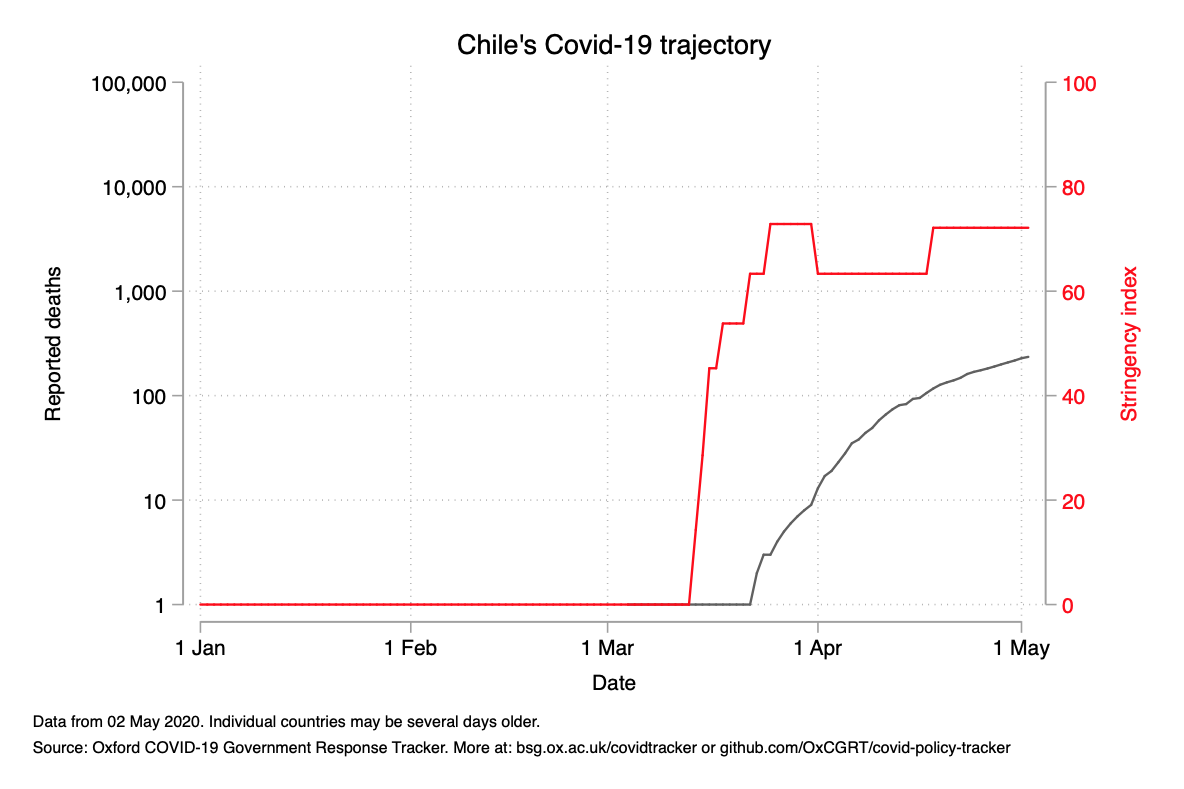 Chile's Covid-19 trajectory
100,000
10,000
1,000
100
10
1
Reported deaths
100
80
60
40
20
0
Stringency index
1 Jan
1 Feb
1 Mar
1 Apr
1 May
Date
Data from 02 May 2020. Individual countries may be several days older.
Source: Oxford COVID-19 Government Response Tracker. More at: bsg.ox.ac.uk/covidtracker or github.com/OxCGRT/covid-policy-tracker